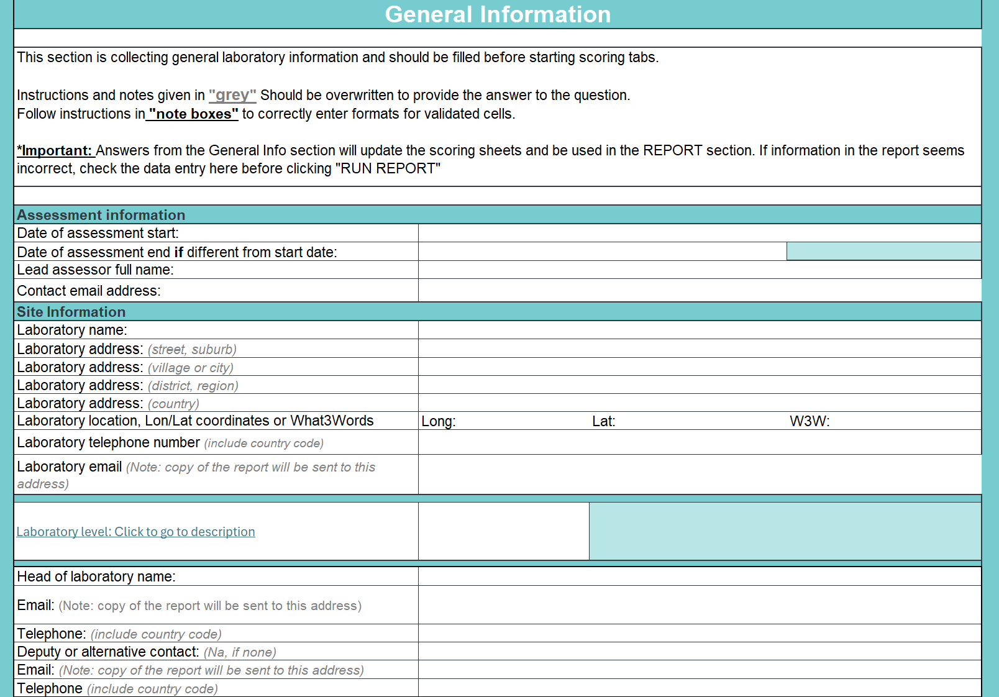 General Information
This section is collecting general laboratory information and should be filled before starting scoring tabs.
Instructions and notes given in "grey" Should be overwritten to provide the answer to the question.
Follow instructions in "note boxes" to correctly enter formats for validated cells.
*Important: Answers from the General Info section will update the scoring sheets and be used in the REPORT section. If information in the report seems
incorrect, check the data entry here before clicking "RUN REPORT"
Assessment information
Date of assessment start:
Date of assessment end if different from start date:
Lead assessor full name:
Contact email address:
Site Information
Laboratory name:
Laboratory address: (street, suburb)
Laboratory address: (village or city)
Laboratory address: (district, region)
Laboratory address: (country)
Laboratory location, Lon/Lat coordinates or What3Words Long: Lat: W3W:
Laboratory telephone number (include country code)
Laboratory email (Note: copy of the report will be sent to this
address)
Laboratory level: Click to go to description
Head of laboratory name:
Email: (Note: copy of the report will be sent to this address)
Telephone: (include country code)
Deputy or alternative contact: (Na, if none)
Email: (Note: copy of the report will be sent to this address)
Telephone (include country code)